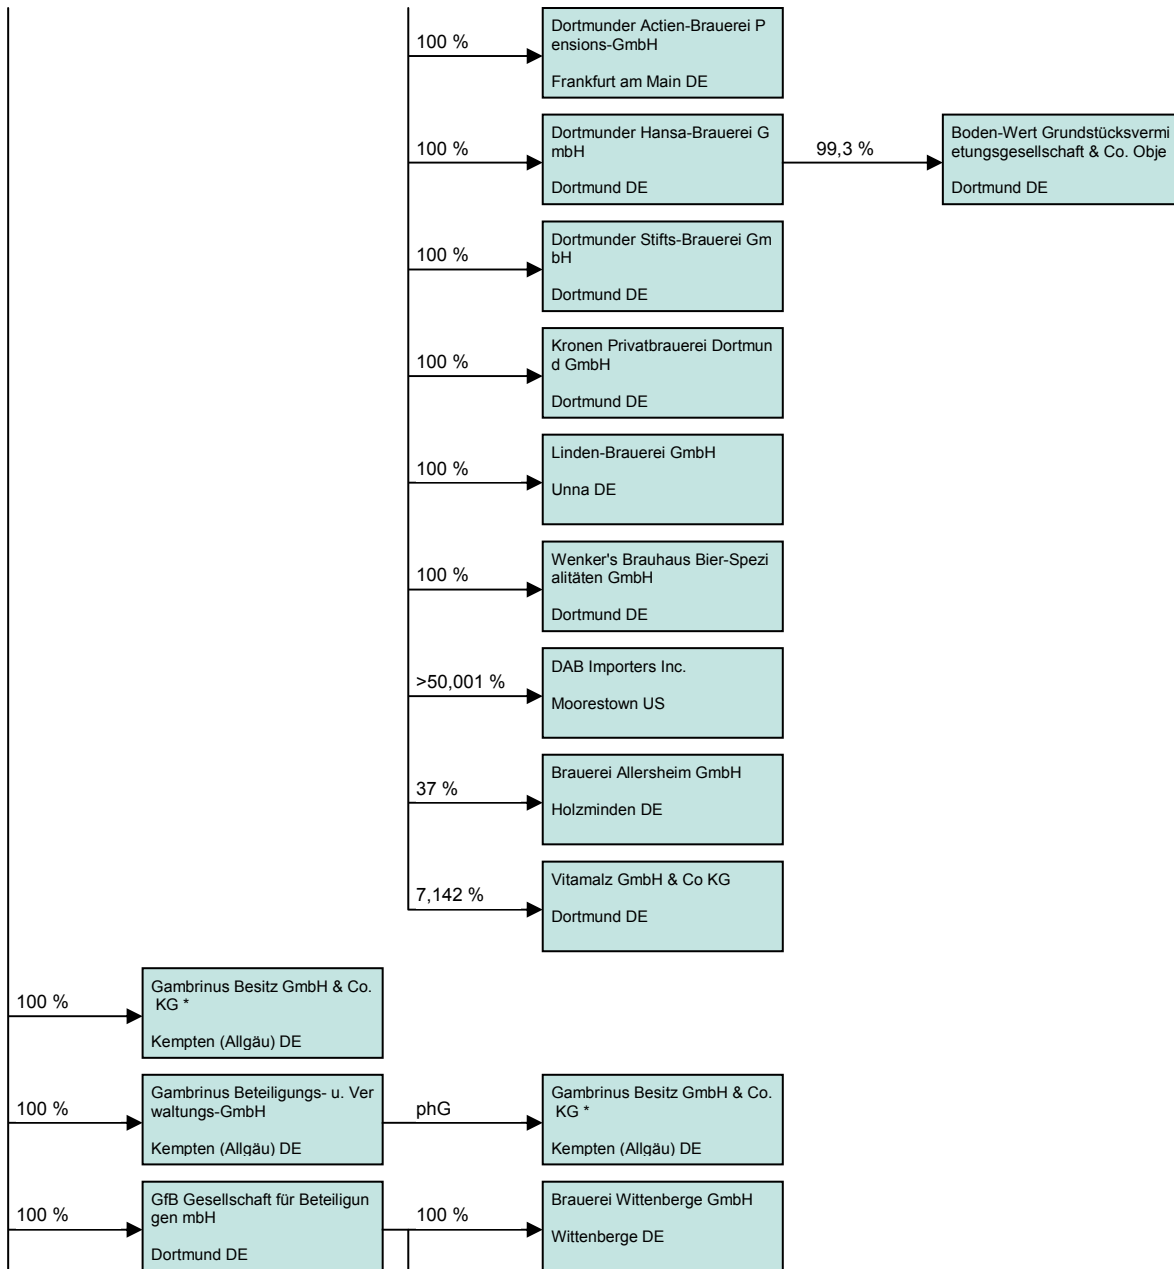 100 %
Dortmunder Actien-Brauerei P
ensions-GmbH
Frankfurt am Main DE
100 %
Dortmunder Hansa-Brauerei G
mbH
Dortmund DE
99,3 %
Boden-Wert Grundstücksvermi
etungsgesellschaft & Co. Obje
Dortmund DE
100 %
Dortmunder Stifts-Brauerei Gm
bH
Dortmund DE
100 %
Kronen Privatbrauerei Dortmun
d GmbH
Dortmund DE
100 %
Linden-Brauerei GmbH
Unna DE
100 %
Wenker's Brauhaus Bier-Spezi
alitäten GmbH
Dortmund DE
>50,001 %
DAB Importers Inc.
Moorestown US
37 %
Brauerei Allersheim GmbH
Holzminden DE
7,142 %
Vitamalz GmbH & Co KG
Dortmund DE
100 %
Gambrinus Besitz GmbH & Co.
KG *
Kempten (Allgäu) DE
100 %
Gambrinus Beteiligungs- u. Ver
waltungs-GmbH
Kempten (Allgäu) DE
phG
Gambrinus Besitz GmbH & Co.
KG *
Kempten (Allgäu) DE
100 %
GfB Gesellschaft für Beteiligun
gen mbH
Dortmund DE
100 %
Brauerei Wittenberge GmbH
Wittenberge DE